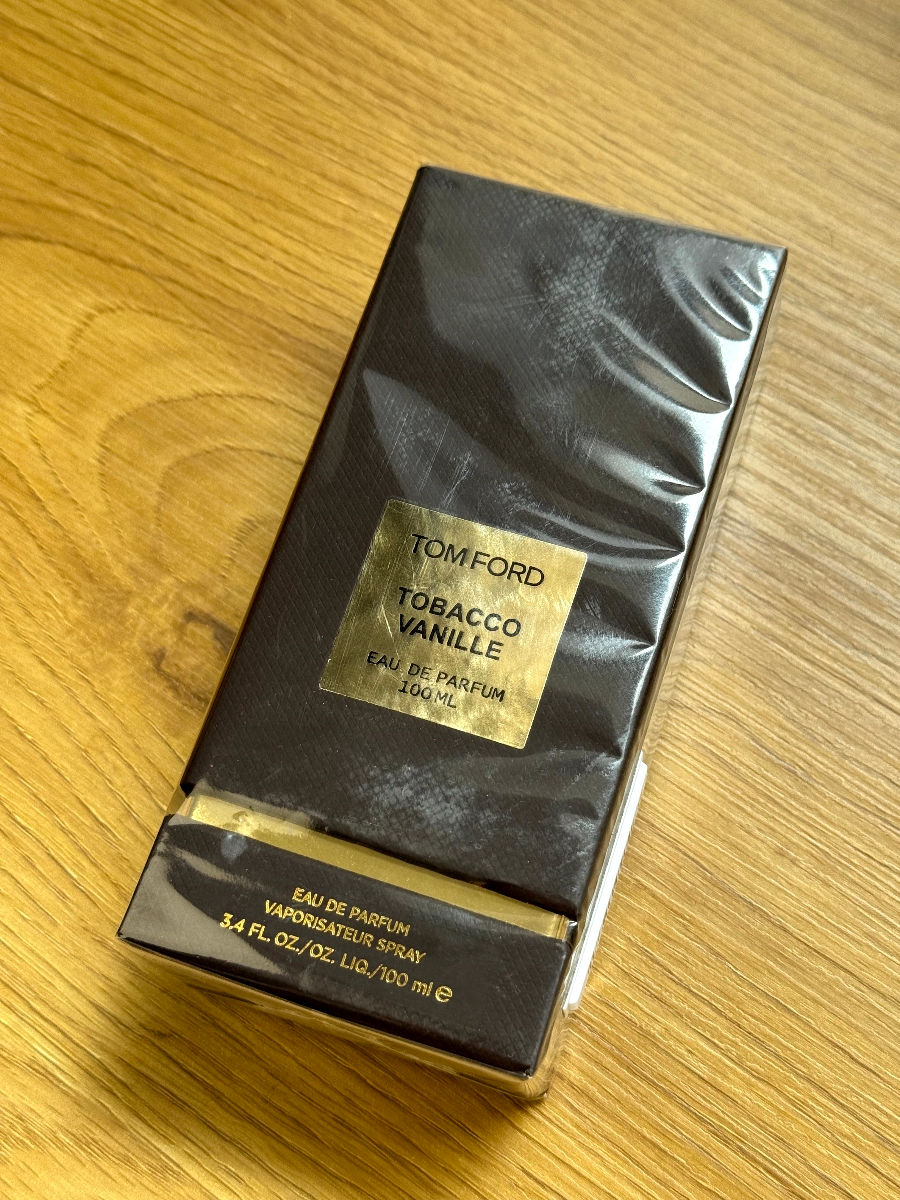 TOM FORD
TOBACCO
VANILLE
EAU DE PARFUM
100 ML
EAU DE PARFUM
VAPORISATEUR SPRAY
3.4 FL. OZ./OZ. LIQ./100 ml ℮